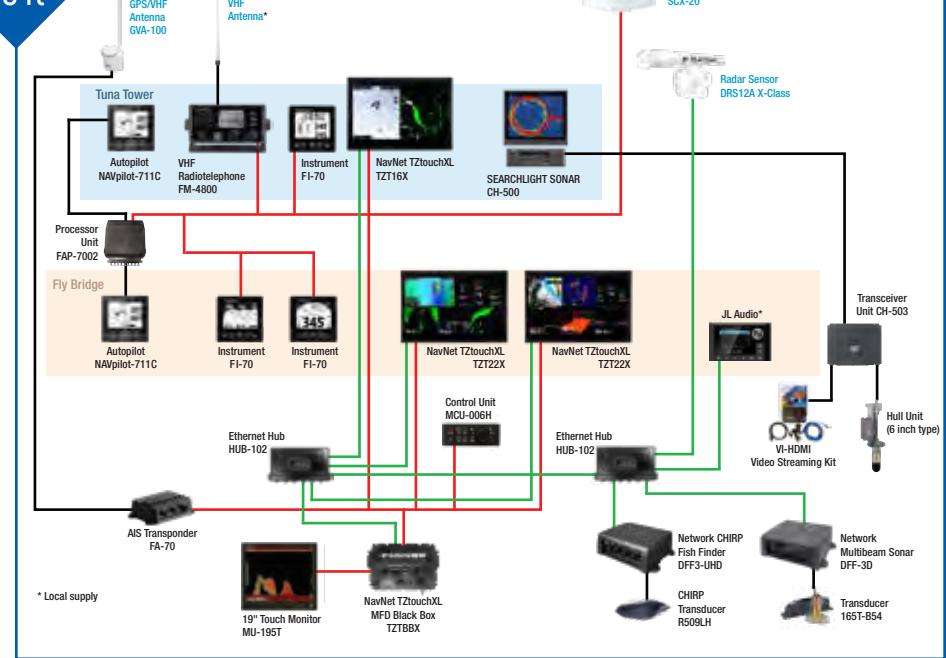 GPS/VHF
Antenna
GVA-100
VHF
Antenna*
SCX-20
Radar Sensor
DRS12A X-Class
Tuna Tower
Autopilot
NAVpilot-711C
VHF
Radiotelephone
FM-4800
Instrument
FI-70
NavNet TZtouchXL
TZT16X
SEARCHLIGHT SONAR
CH-500
Processor
Unit
FAP-7002
Fly Bridge
Autopilot
NAVpilot-711C
Instrument
FI-70
345
Instrument
FI-70
NavNet TZtouchXL
TZT22X
NavNet TZtouchXL
TZT22X
JL Audio*
Transceiver
Unit CH-503
Control Unit
MCU-006H
Ethernet Hub
HUB-102
Ethernet Hub
HUB-102
VI-HDMI
Video Streaming Kit
Hull Unit
(6 inch type)
AIS Transponder
FA-70
19" Touch Monitor
MU-195T
NavNet TZtouchXL
MFD Black Box
TZTBBX
Network CHIRP
Fish Finder
DFF3-UHD
CHIRP
Transducer
R509LH
Network
Multibeam Sonar
DFF-3D
Transducer
165T-B54
* Local supply